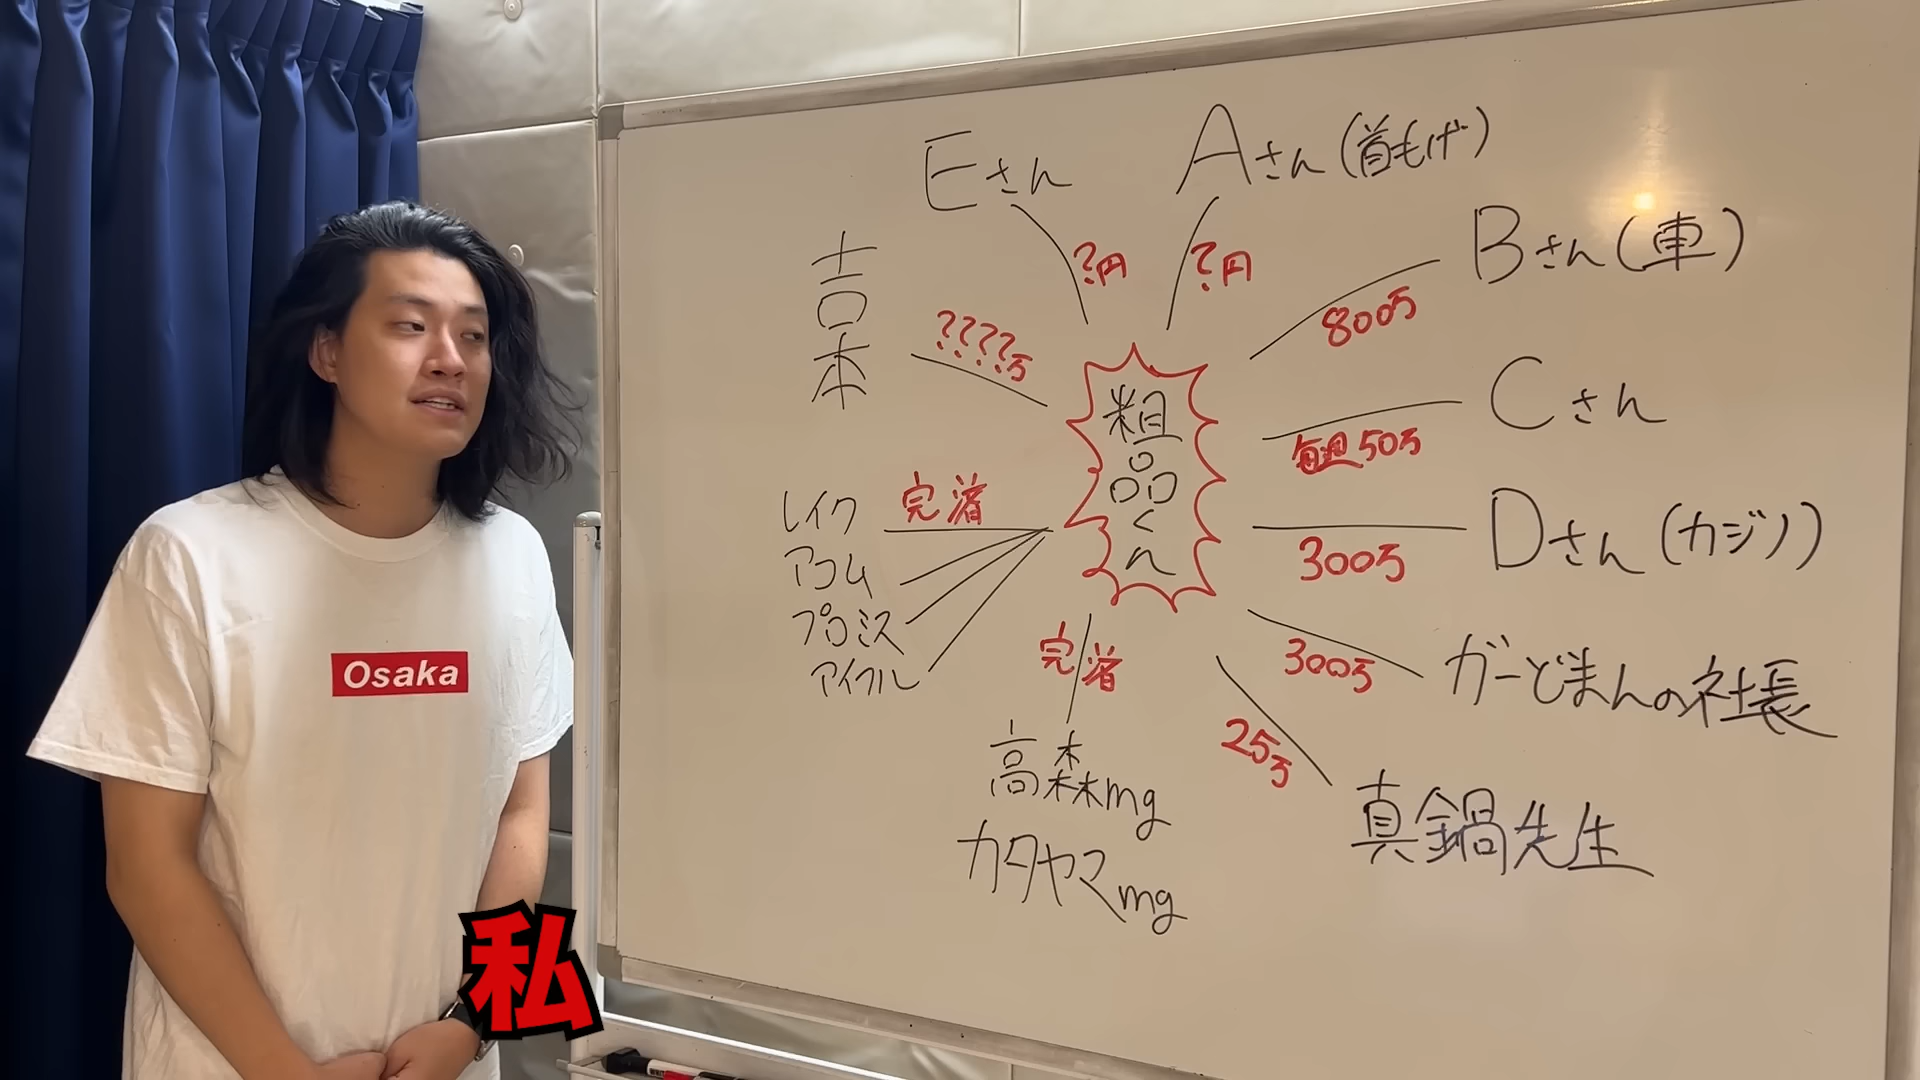 Eさん
Aさん(首もげ)
?円
?円
Bさん(車)
800万
吉本
????万
Cさん
毎週50万
粗品くん
レイク
完済
アコム
プロミス
アイフル
Dさん(カジノ)
300万
ガーどまんの社長
300万
真鍋先生
25万
完済
高森mg
カタヤマmg
Osaka
私